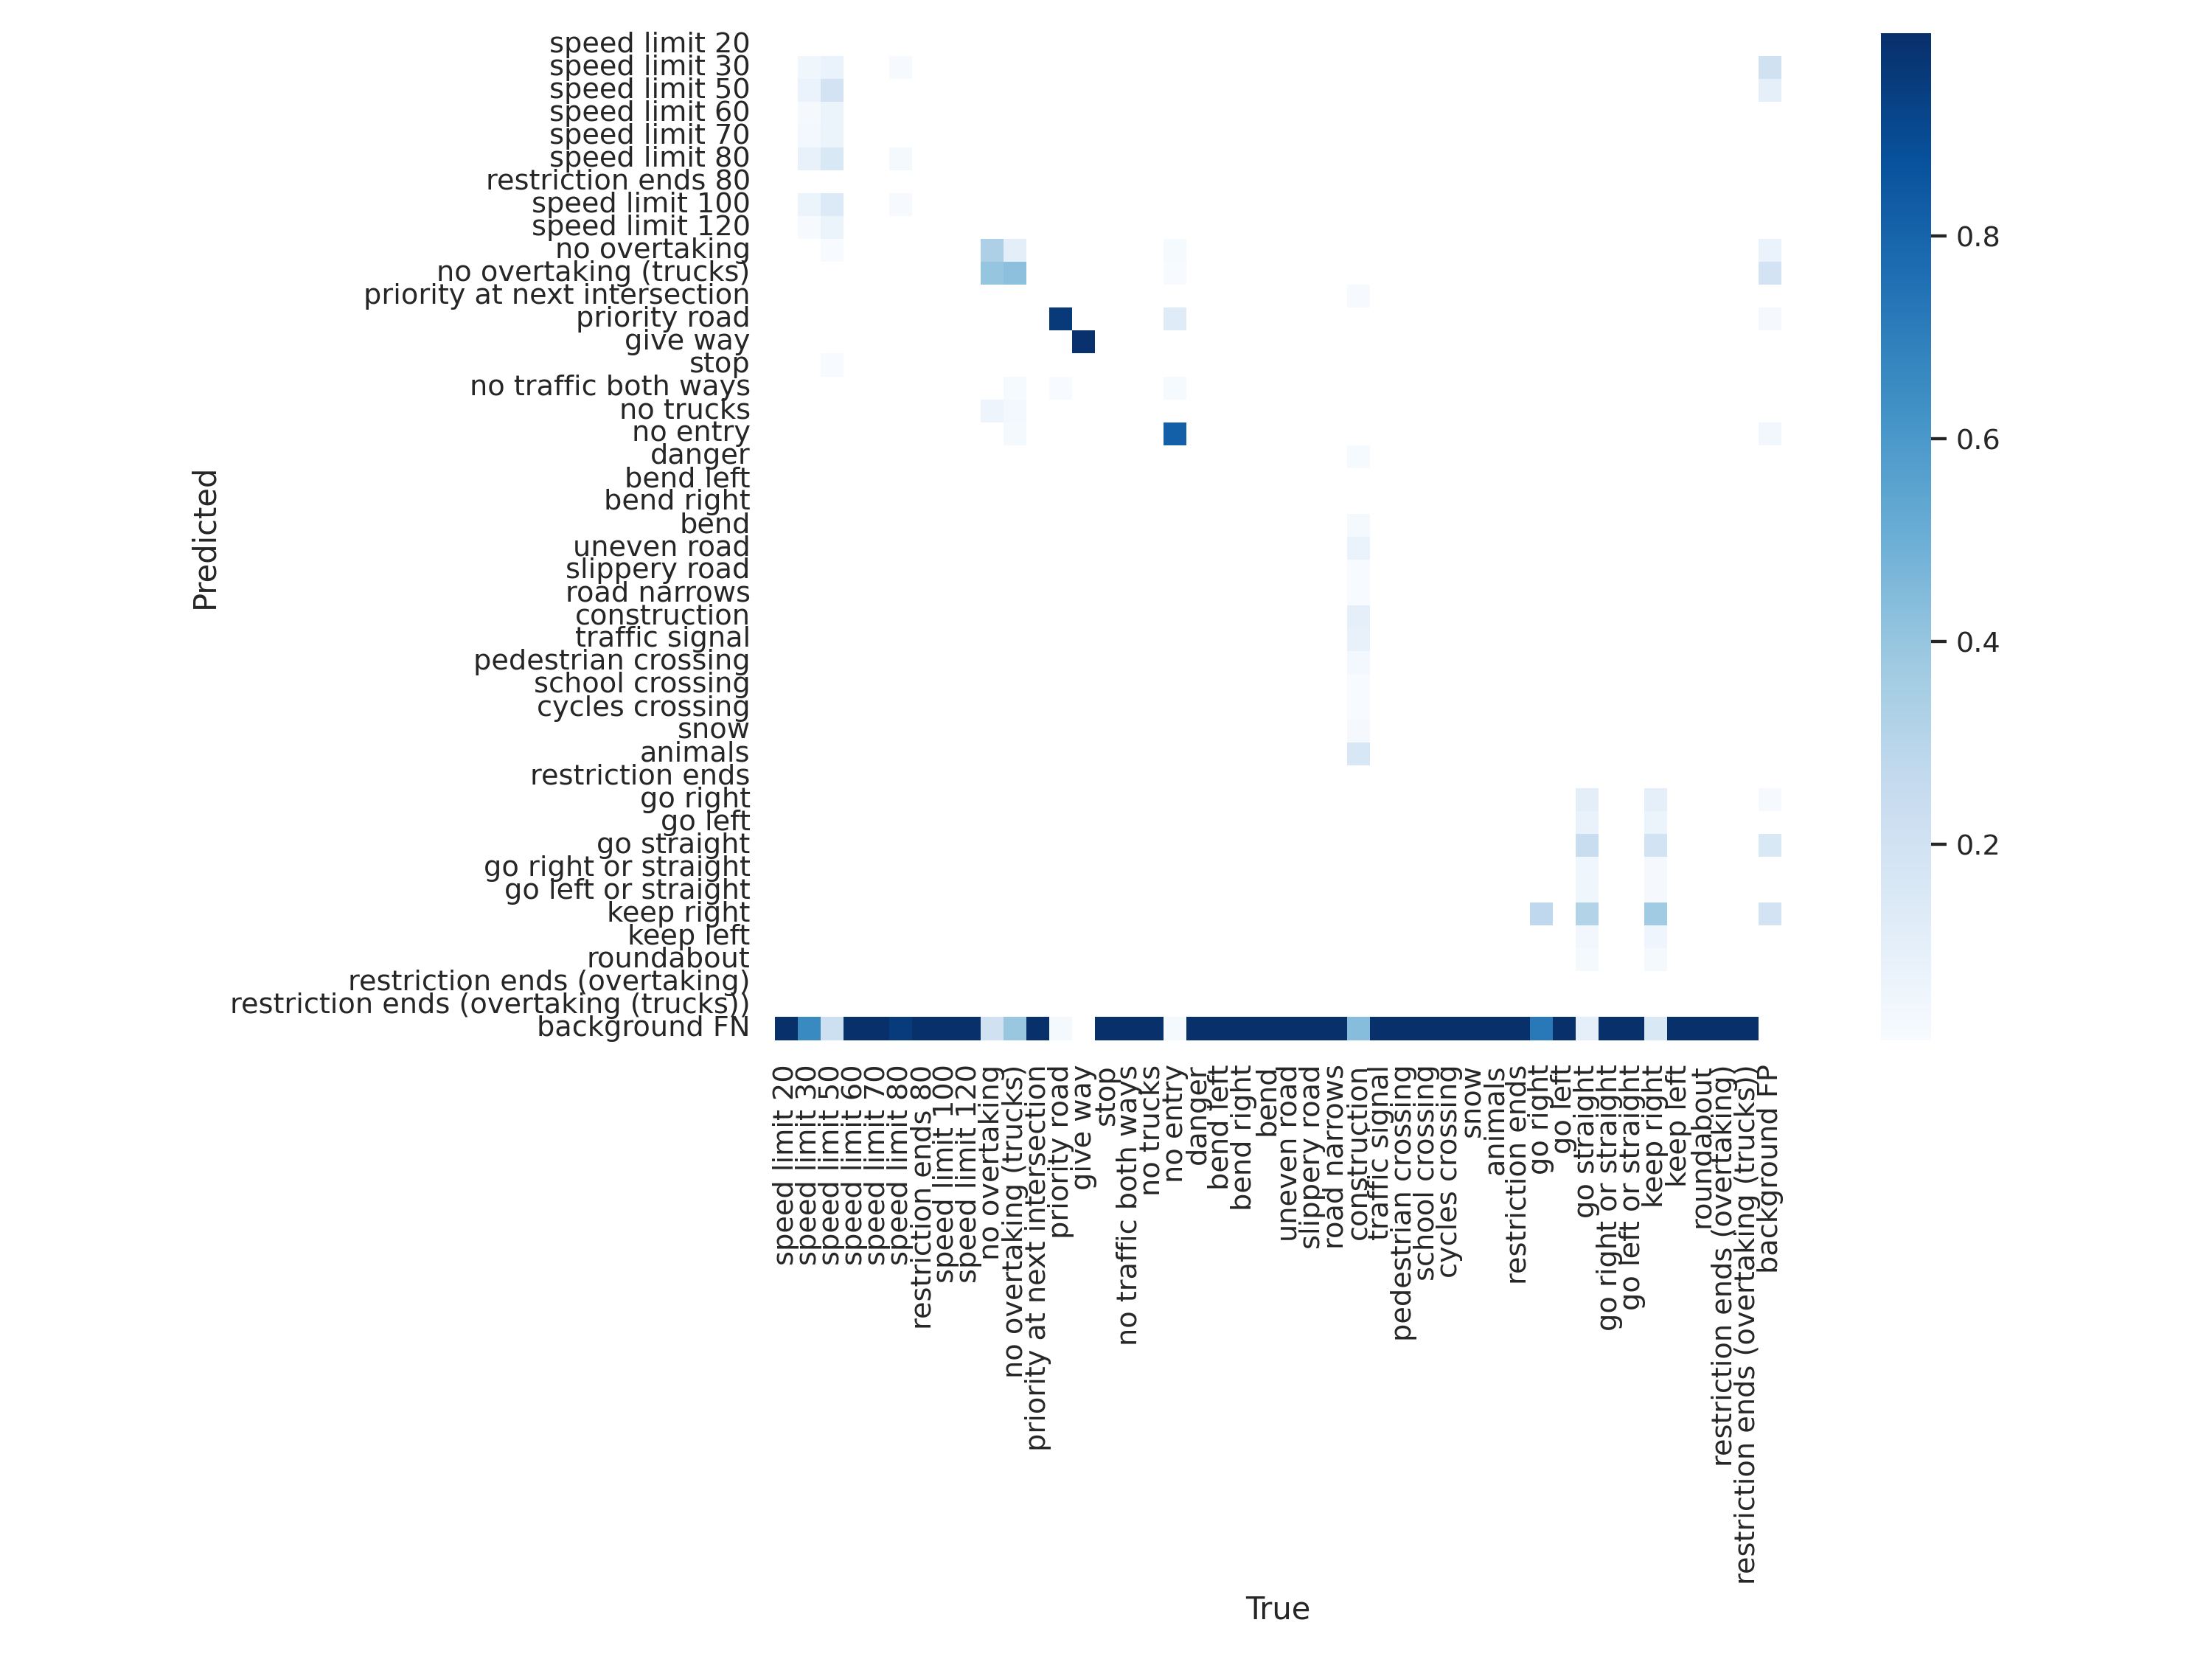 speed limit 20
speed limit 30
speed limit 50
speed limit 60
speed limit 70
speed limit 80
restriction ends 80
speed limit 100
speed limit 120
no overtaking
no overtaking (trucks)
priority at next intersection
priority road
give way
stop
no traffic both ways
no trucks
no entry
danger
bend left
bend right
bend
uneven road
slippery road
road narrows
construction
traffic signal
pedestrian crossing
school crossing
cycles crossing
snow
animals
restriction ends
go right
go left
go straight
go right or straight
go left or straight
keep right
keep left
roundabout
restriction ends (overtaking)
restriction ends (overtaking (trucks))
background FN
Predicted
speed limit 20
speed limit 30
speed limit 50
speed limit 60
speed limit 70
speed limit 80
restriction ends 80
speed limit 100
speed limit 120
no overtaking
no overtaking (trucks)
priority at next intersection
priority road
give way
stop
no traffic both ways
no trucks
no entry
danger
bend left
bend right
bend
uneven road
slippery road
road narrows
construction
traffic signal
pedestrian crossing
school crossing
cycles crossing
snow
animals
restriction ends
go right
go left
go straight
go right or straight
go left or straight
keep right
keep left
roundabout
restriction ends (overtaking)
restriction ends (overtaking (trucks))
background FP
True
0.8
0.6
0.4
0.2